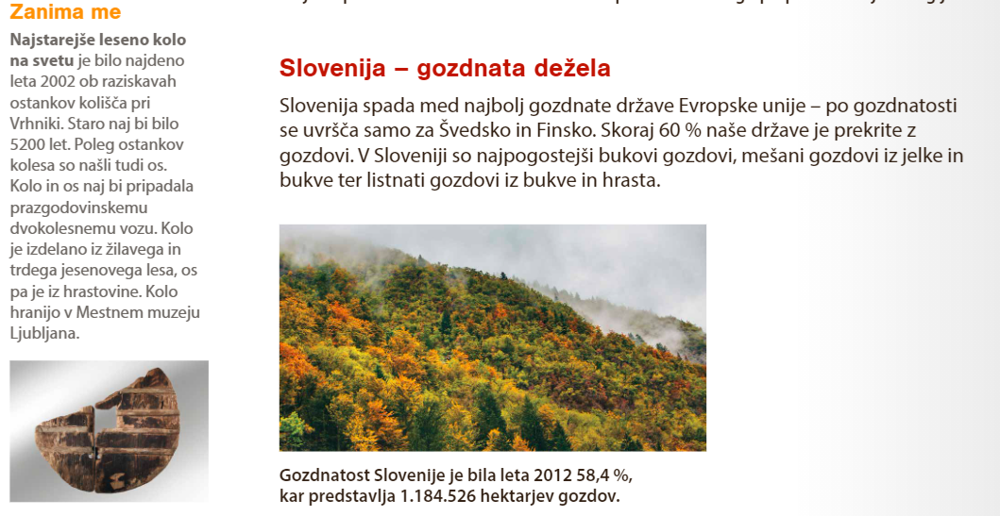 Zanima me
Najstarejše leseno kolo
na svetu je bilo najdeno
leta 2002 ob raziskavah
ostankov kolišča pri
Vrhniki. Staro naj bi bilo
5200 let. Poleg ostankov
kolesa so našli tudi os.
Kolo in os naj bi pripadala
prazgodovinskemu
dvokolesnemu vozu. Kolo
je izdelano iz žilavega in
trdega jesenovega lesa, os
pa je iz hrastovine. Kolo
hranijo v Mestnem muzeju
Ljubljana.
Slovenija – gozdnata dežela
Slovenija spada med najbolj gozdnate države Evropske unije – po gozdnatosti
se uvršča samo za Švedsko in Finsko. Skoraj 60 % naše države je prekrite z
gozdovi. V Sloveniji so najpogostejši bukovi gozdovi, mešani gozdovi iz jelke in
bukve ter listnati gozdovi iz bukve in hrasta.
Gozdnatost Slovenije je bila leta 2012 58,4 %,
kar predstavlja 1.184.526 hektarjev gozdov.